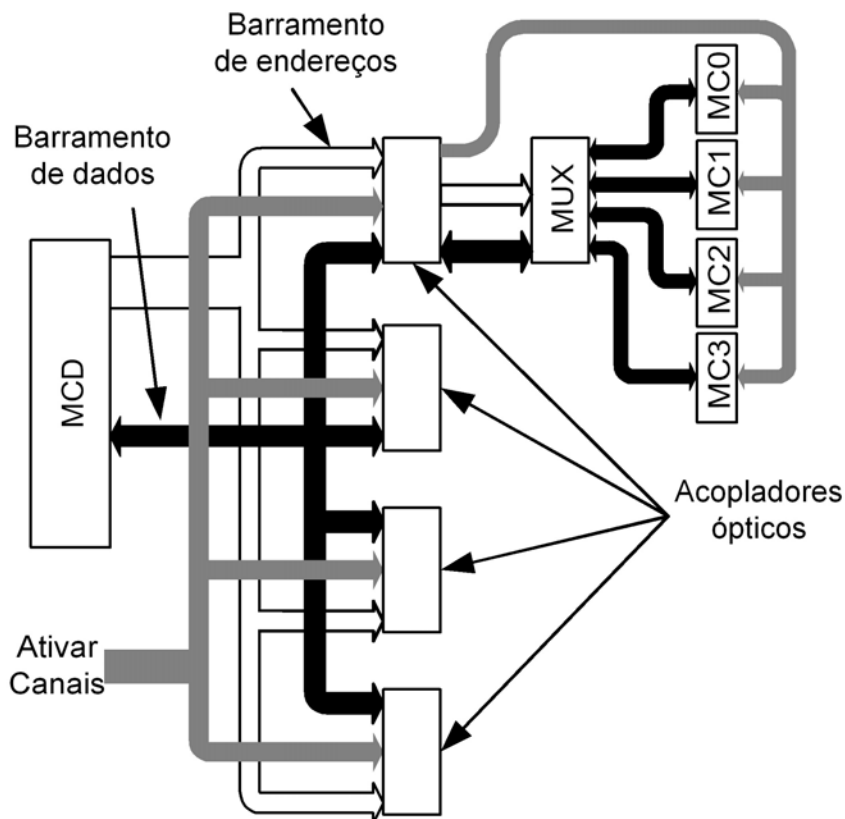 Barramento
de endereços
Barramento
de dados
MCD
MUX
MC0
MC1
MC2
MC3
Acopladores
ópticos
Ativar
Canais